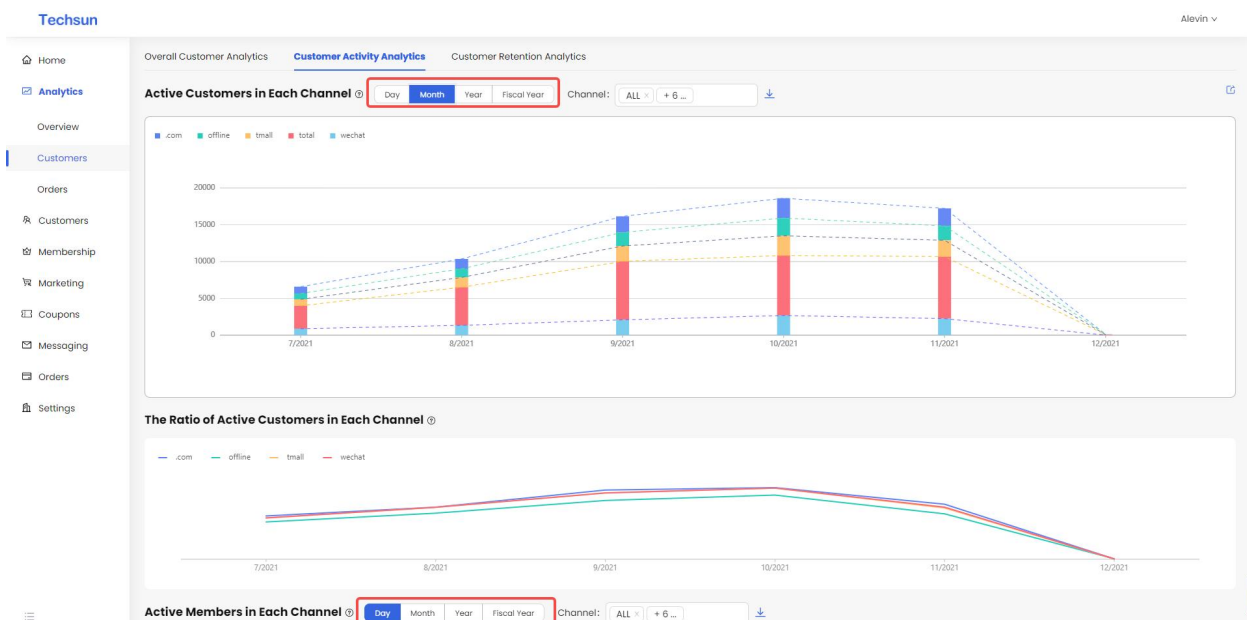 Techsun
Alevin
Home
Analytics
Overview
Customers
Orders
Customers
Membership
Marketing
Coupons
Messaging
Orders
Settings
Overall Customer Analytics Customer Activity Analytics Customer Retention Analytics
Active Customers in Each Channel Day Month Year Fiscal Year Channel: ALL × + 6 ...
.com offline tmall total wechat
20000
15000
10000
5000
0
7/2021 8/2021 9/2021 10/2021 11/2021 12/2021
The Ratio of Active Customers in Each Channel
.com offline tmall wechat
7/2021 8/2021 9/2021 10/2021 11/2021 12/2021
Active Members in Each Channel Day Month Year Fiscal Year Channel: ALL × + 6 ...